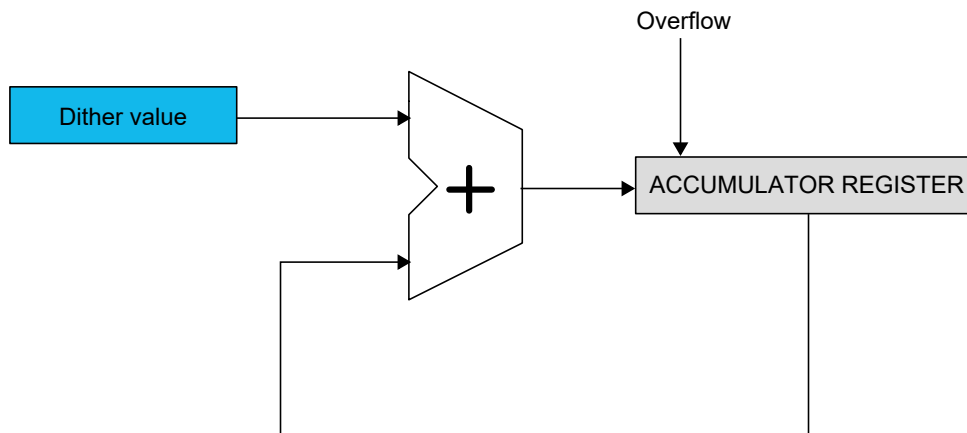 Overflow
Dither value
+
ACCUMULATOR REGISTER